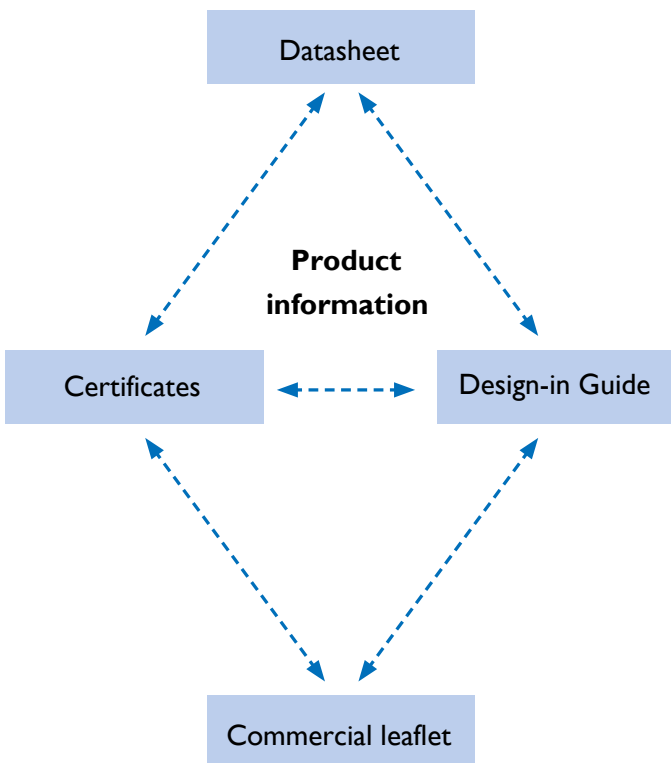 Datasheet
Product
information
Certificates
Design-in Guide
Commercial leaflet